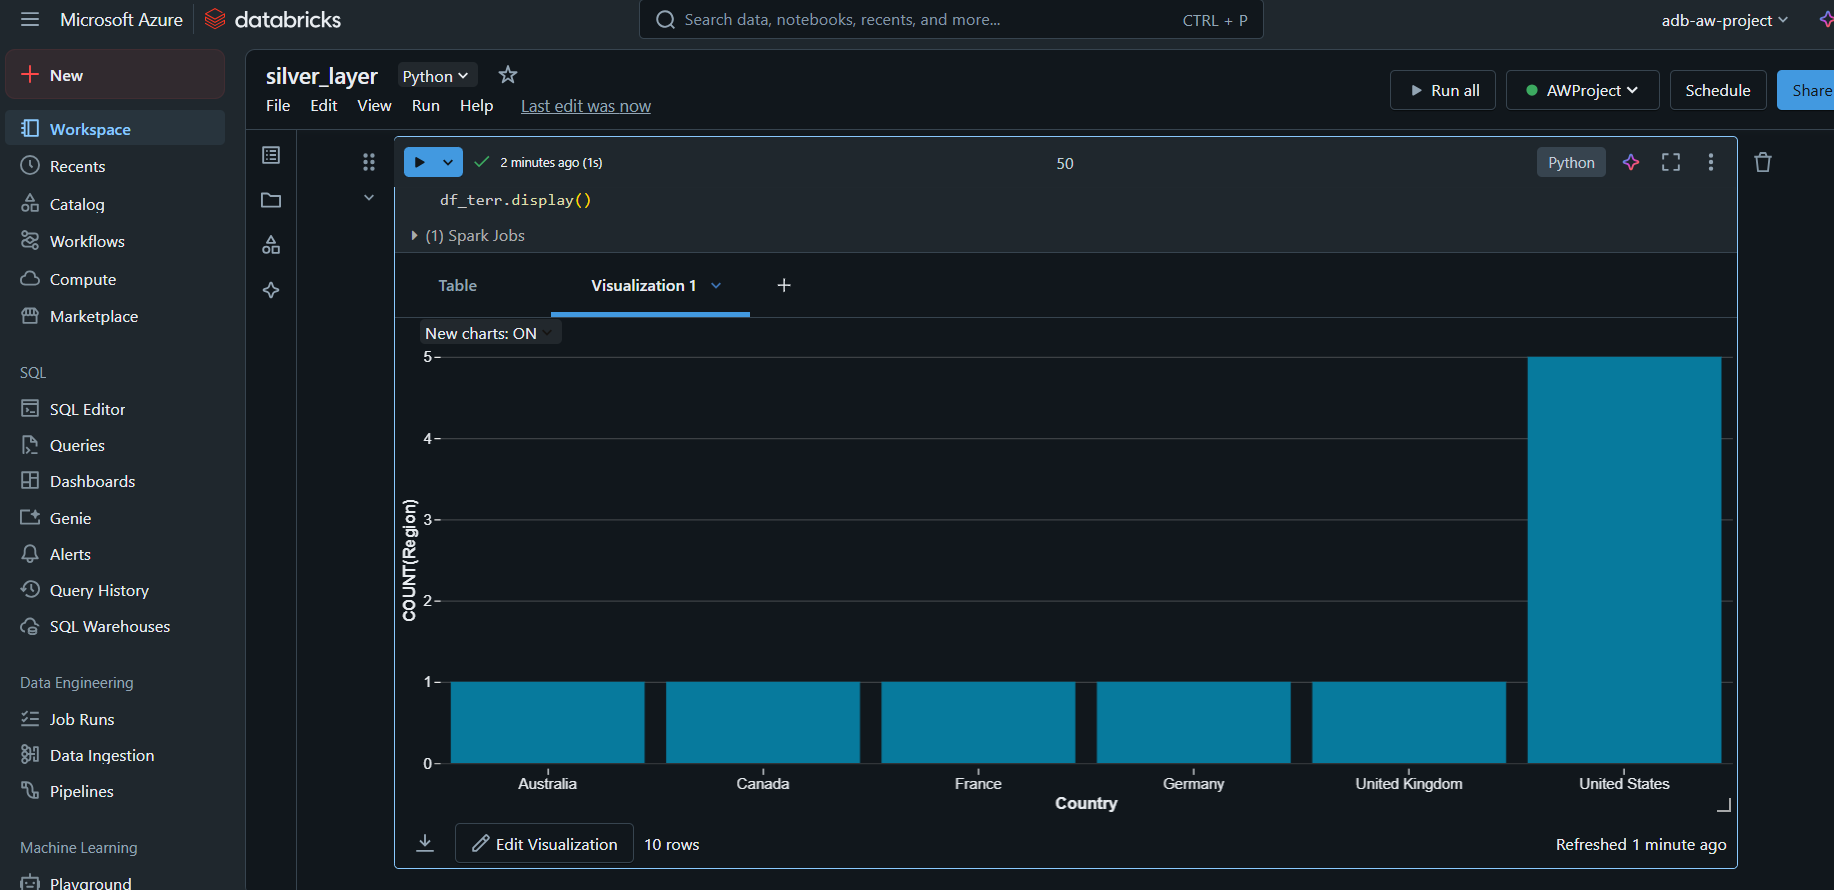 Microsoft Azure databricks
Search data, notebooks, recents, and more... CTRL + P
adb-aw-project
New
Workspace
Recents
Catalog
Workflows
Compute
Marketplace
SQL
SQL Editor
Queries
Dashboards
Genie
Alerts
Query History
SQL Warehouses
Data Engineering
Job Runs
Data Ingestion
Pipelines
Machine Learning
Playground
silver_layer Python
File Edit View Run Help Last edit was now
Run all AWProject Schedule Share
2 minutes ago (1s) 50 Python
df_terr.display()
(1) Spark Jobs
Table Visualization 1 +
New charts: ON
5
4
3
2
1
0
COUNT(Region)
Australia Canada France Germany United Kingdom United States
Country
Edit Visualization 10 rows Refreshed 1 minute ago